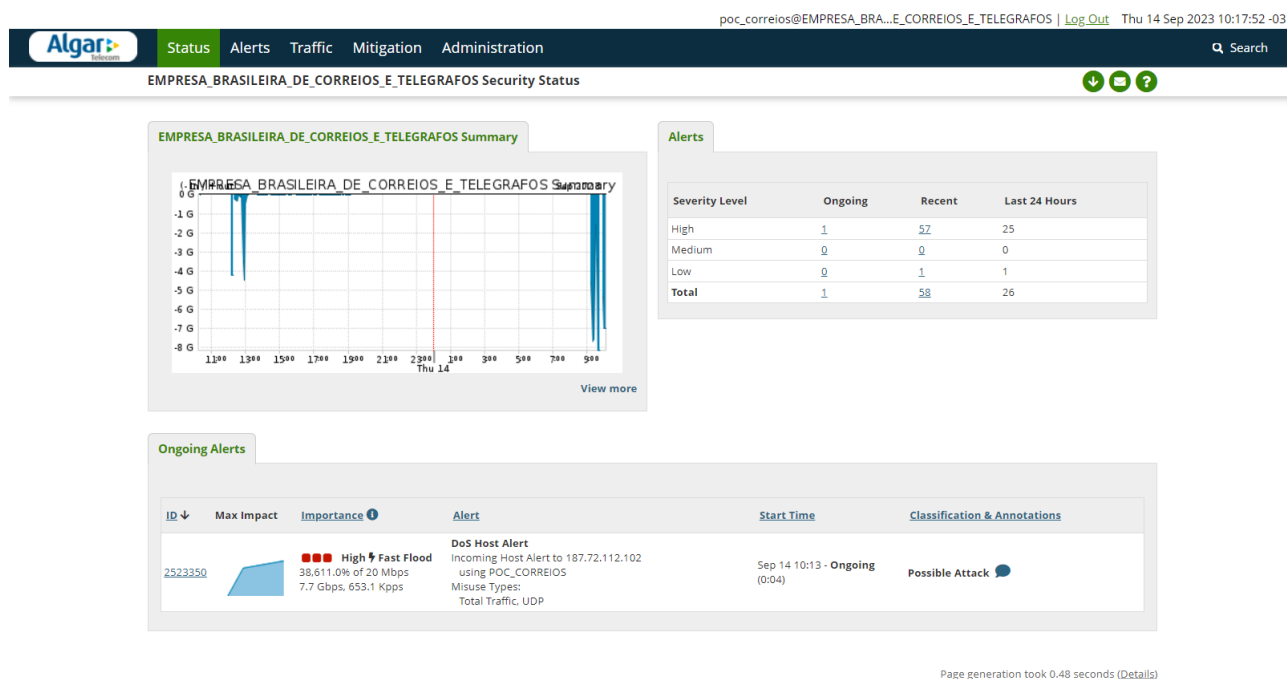 poc_correios@EMPRESA_BRA...E_CORREIOS_E_TELEGRAFOS | Log Out Thu 14 Sep 2023 10:17:52 -03
Algar Telecom
Status Alerts Traffic Mitigation Administration Search
EMPRESA_BRASILEIRA_DE_CORREIOS_E_TELEGRAFOS Security Status
EMPRESA_BRASILEIRA_DE_CORREIOS_E_TELEGRAFOS Summary
EMPRESA_BRASILEIRA_DE_CORREIOS_E_TELEGRAFOS Summary
0 G
-1 G
-2 G
-3 G
-4 G
-5 G
-6 G
-7 G
-8 G
11:00 13:00 15:00 17:00 19:00 21:00 23:00 1:00 3:00 5:00 7:00 9:00
Thu 14
View more
Alerts
Severity Level Ongoing Recent Last 24 Hours
High 1 57 25
Medium 0 0 0
Low 0 1 1
Total 1 58 26
Ongoing Alerts
ID Max Impact Importance Alert Start Time Classification & Annotations
2523350
High Fast Flood
38,611.0% of 20 Mbps
7.7 Gbps, 653.1 Kpps
DoS Host Alert
Incoming Host Alert to 187.72.112.102
using POC_CORREIOS
Misuse Types:
Total Traffic, UDP
Sep 14 10:13 - Ongoing
(0:04)
Possible Attack
Page generation took 0.48 seconds (Details)